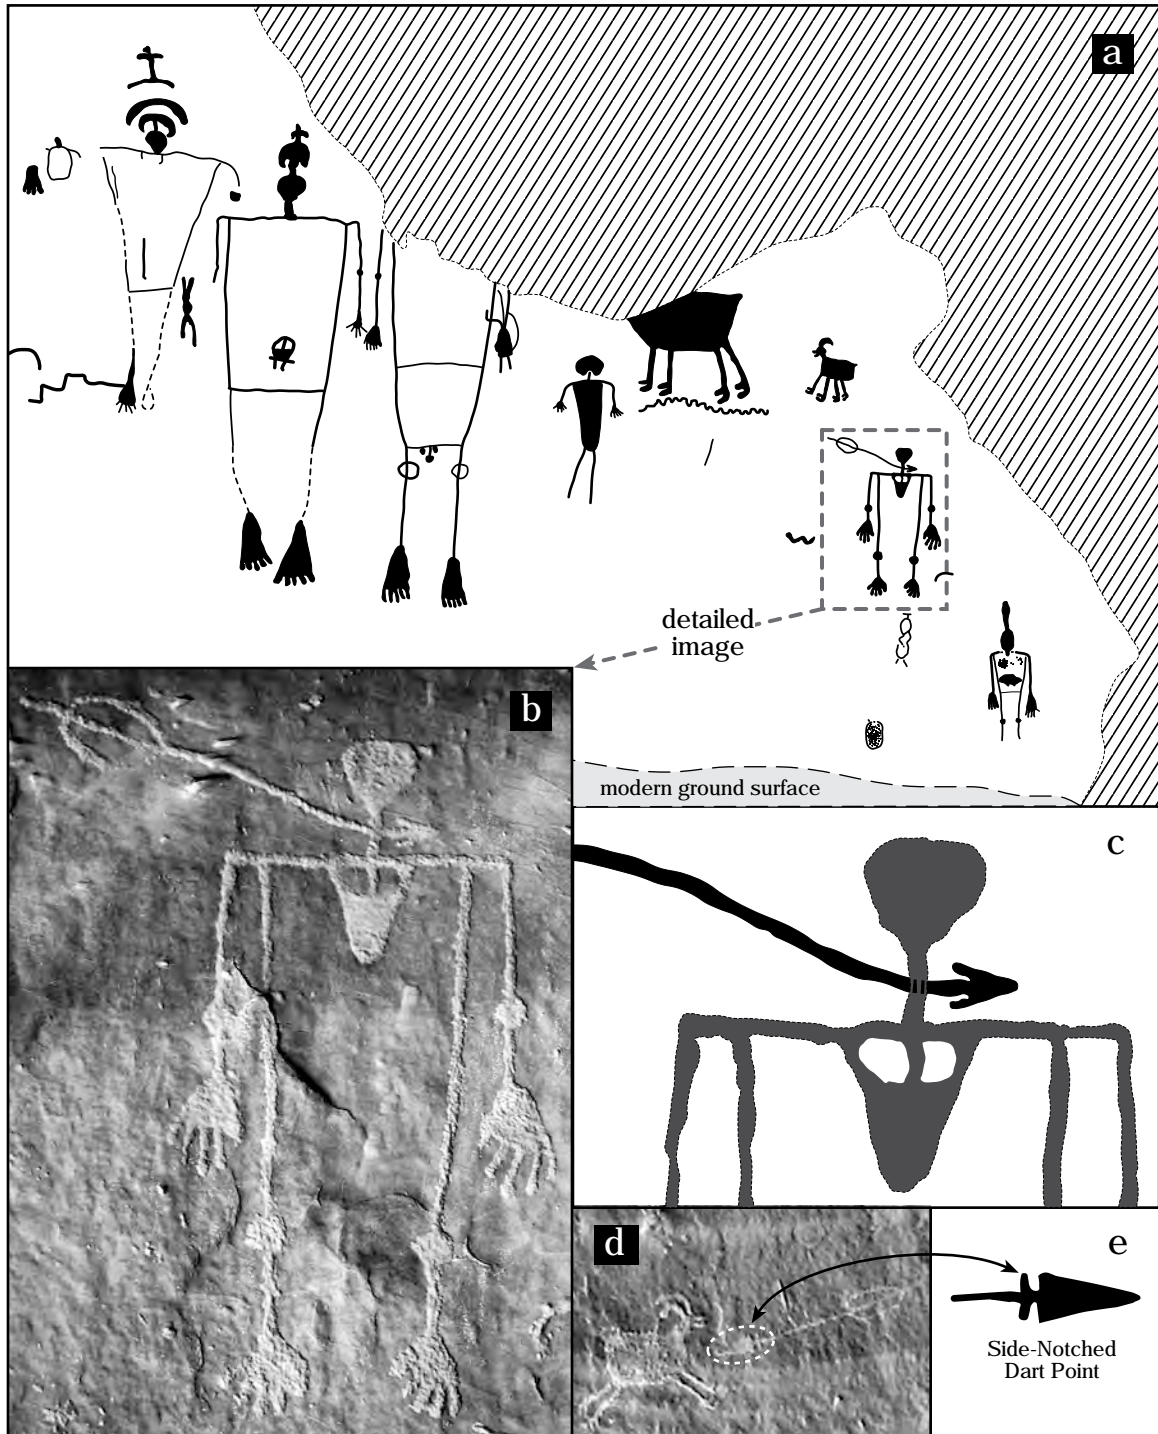 a
detailed
image
b
modern ground surface
c
d
e
Side-Notched
Dart Point